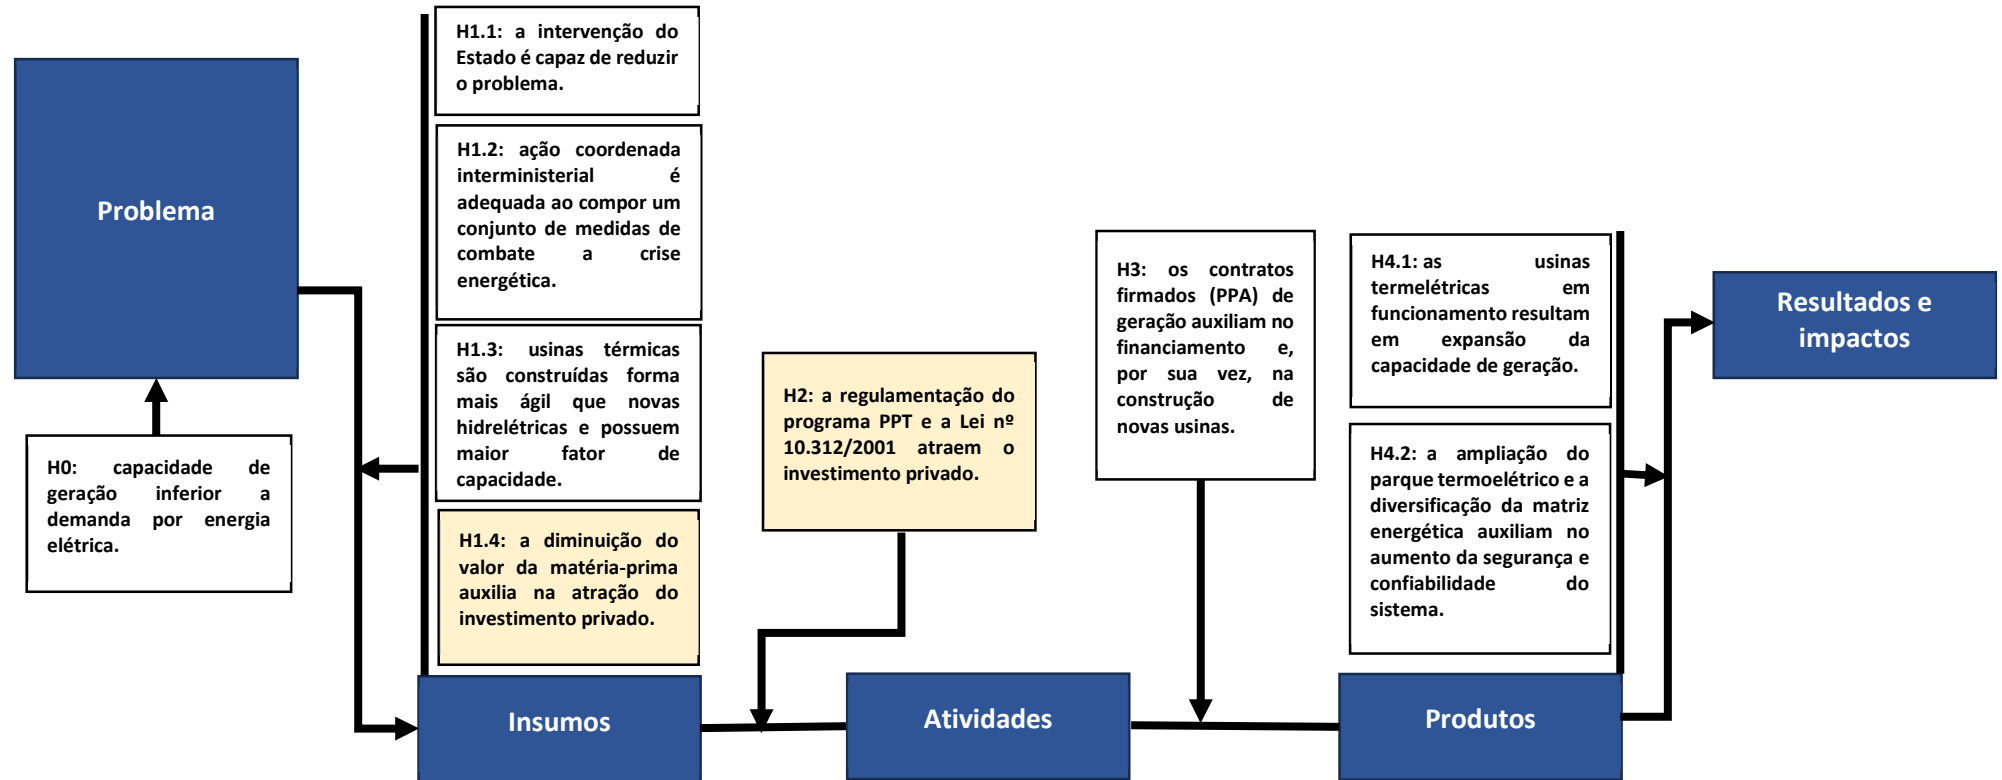 Problema
H0: capacidade de
geração inferior a
demanda por energia
elétrica.
H1.1: a intervenção do
Estado é capaz de reduzir
o problema.
H1.2: ação coordenada
interministerial é
adequada ao compor um
conjunto de medidas de
combate a crise
energética.
H1.3: usinas térmicas
são construídas forma
mais ágil que novas
hidrelétricas e possuem
maior fator de
capacidade.
H1.4: a diminuição do
valor da matéria-prima
auxilia na atração do
investimento privado.
Insumos
H2: a regulamentação do
programa PPT e a Lei nº
10.312/2001 atraem o
investimento privado.
Atividades
H3: os contratos
firmados (PPA) de
geração auxiliam no
financiamento e,
por sua vez, na
construção de
novas usinas.
H4.1: as usinas
termelétricas em
funcionamento resultam
em expansão da
capacidade de geração.
H4.2: a ampliação do
parque termoelétrico e a
diversificação da matriz
energética auxiliam no
aumento da segurança e
confiabilidade do
sistema.
Produtos
Resultados e
impactos